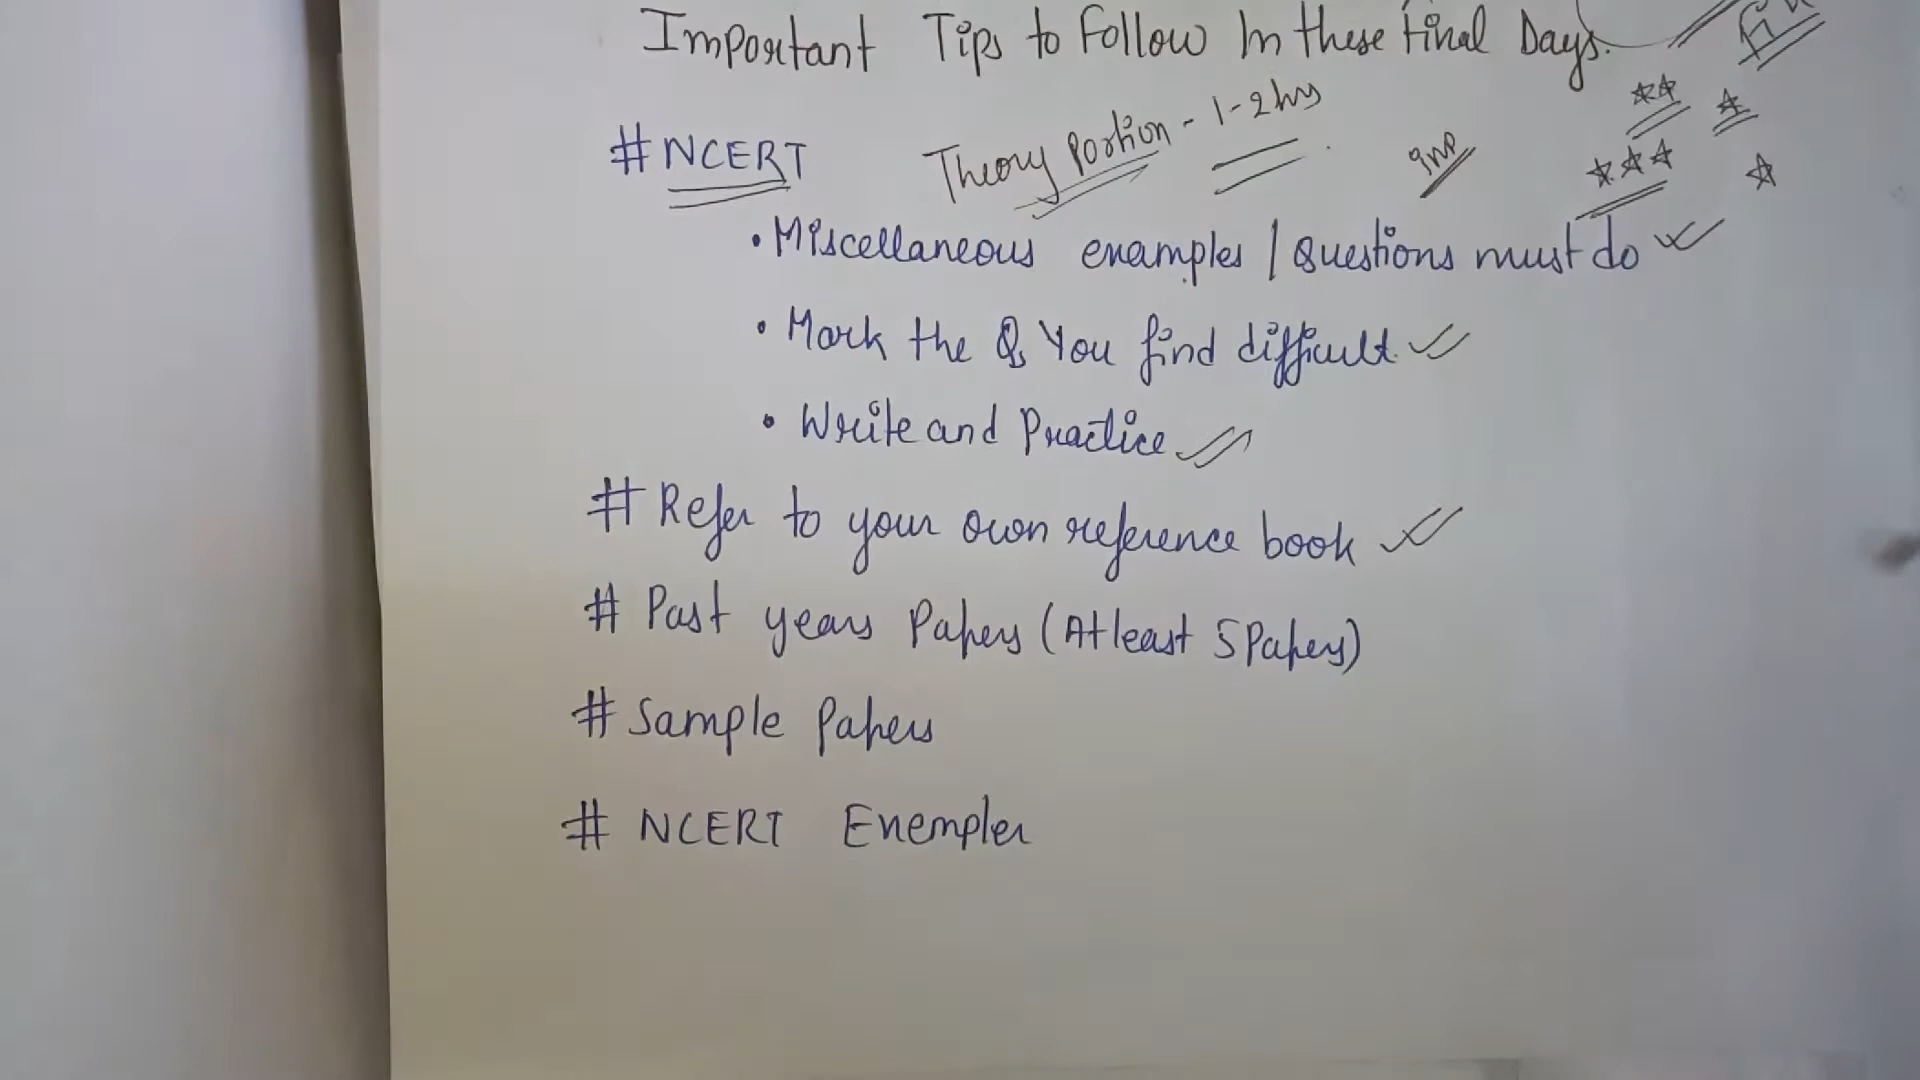 Important Tips to Follow In these Final Days.
#NCERT Theory Portion - 1-2 hrs Imp
• Miscellaneous examples / Questions must do
• Mark the Q You find difficult
• Write and Practice
# Refer to your own reference book
# Past years Papers (Atleast 5 Papers)
# Sample Papers
# NCERT Exempler